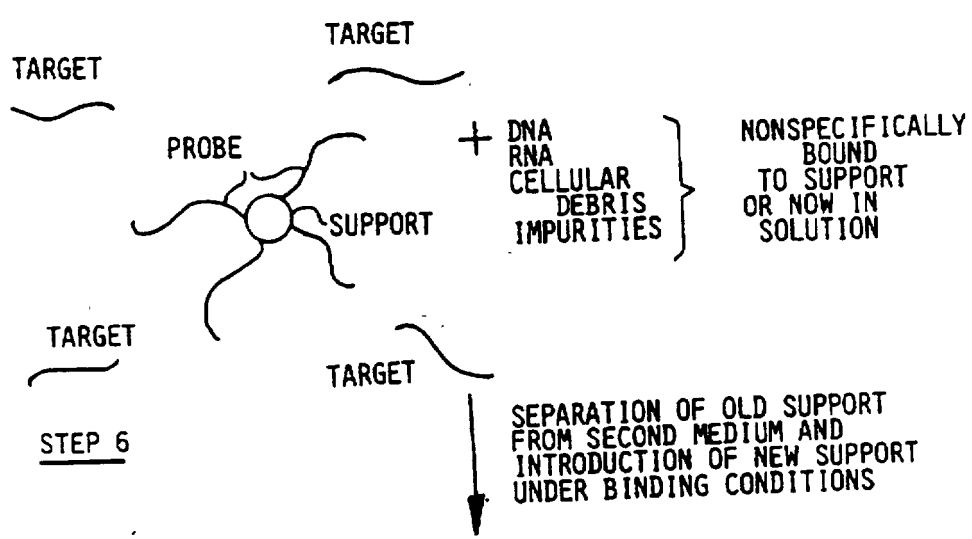 TARGET
TARGET
PROBE
SUPPORT
+ DNA
RNA
CELLULAR
DEBRIS
IMPURITIES
NONSPECIFICALLY
BOUND
TO SUPPORT
OR NOW IN
SOLUTION
TARGET
TARGET
STEP 6
SEPARATION OF OLD SUPPORT
FROM SECOND MEDIUM AND
INTRODUCTION OF NEW SUPPORT
UNDER BINDING CONDITIONS